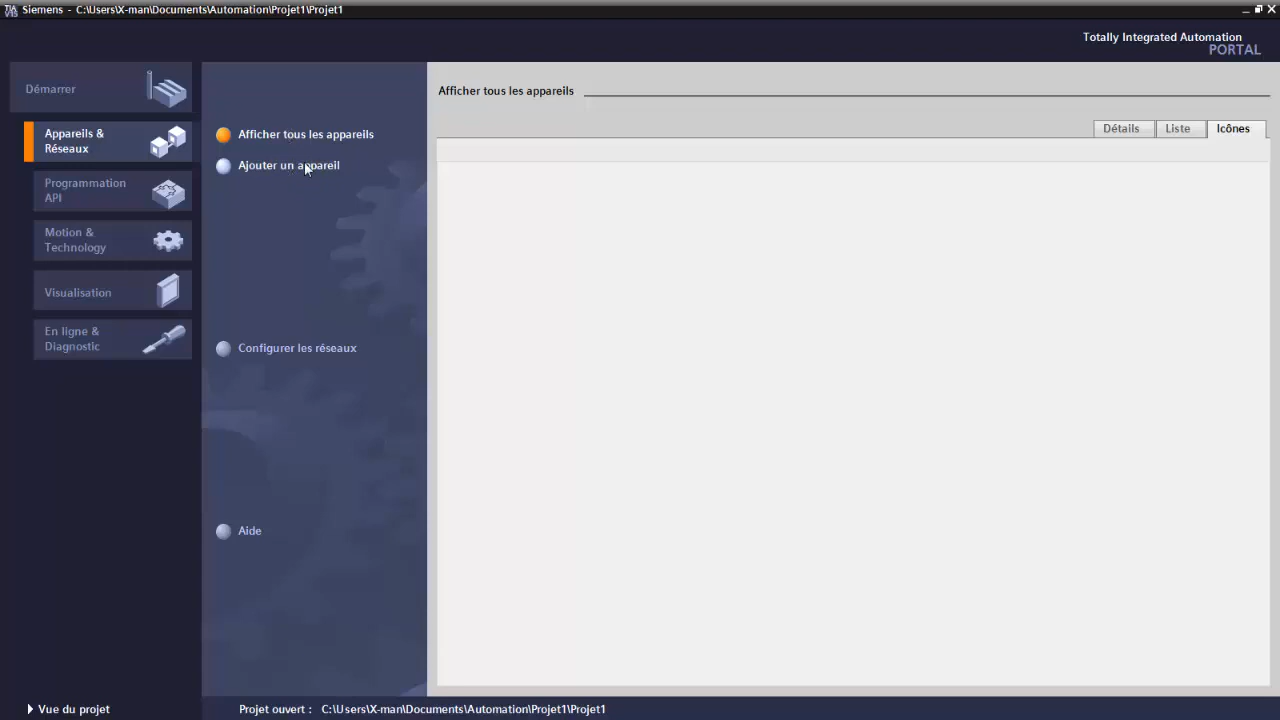 Siemens - C:\Users\X-man\Documents\Automation\Projet1\Projet1
Totally Integrated Automation
PORTAL
Démarrer
Appareils &
Réseaux
Programmation
API
Motion &
Technology
Visualisation
En ligne &
Diagnostic
Afficher tous les appareils
Ajouter un appareil
Configurer les réseaux
Aide
Afficher tous les appareils
Détails
Liste
Icônes
Vue du projet
Projet ouvert : C:\Users\X-man\Documents\Automation\Projet1\Projet1